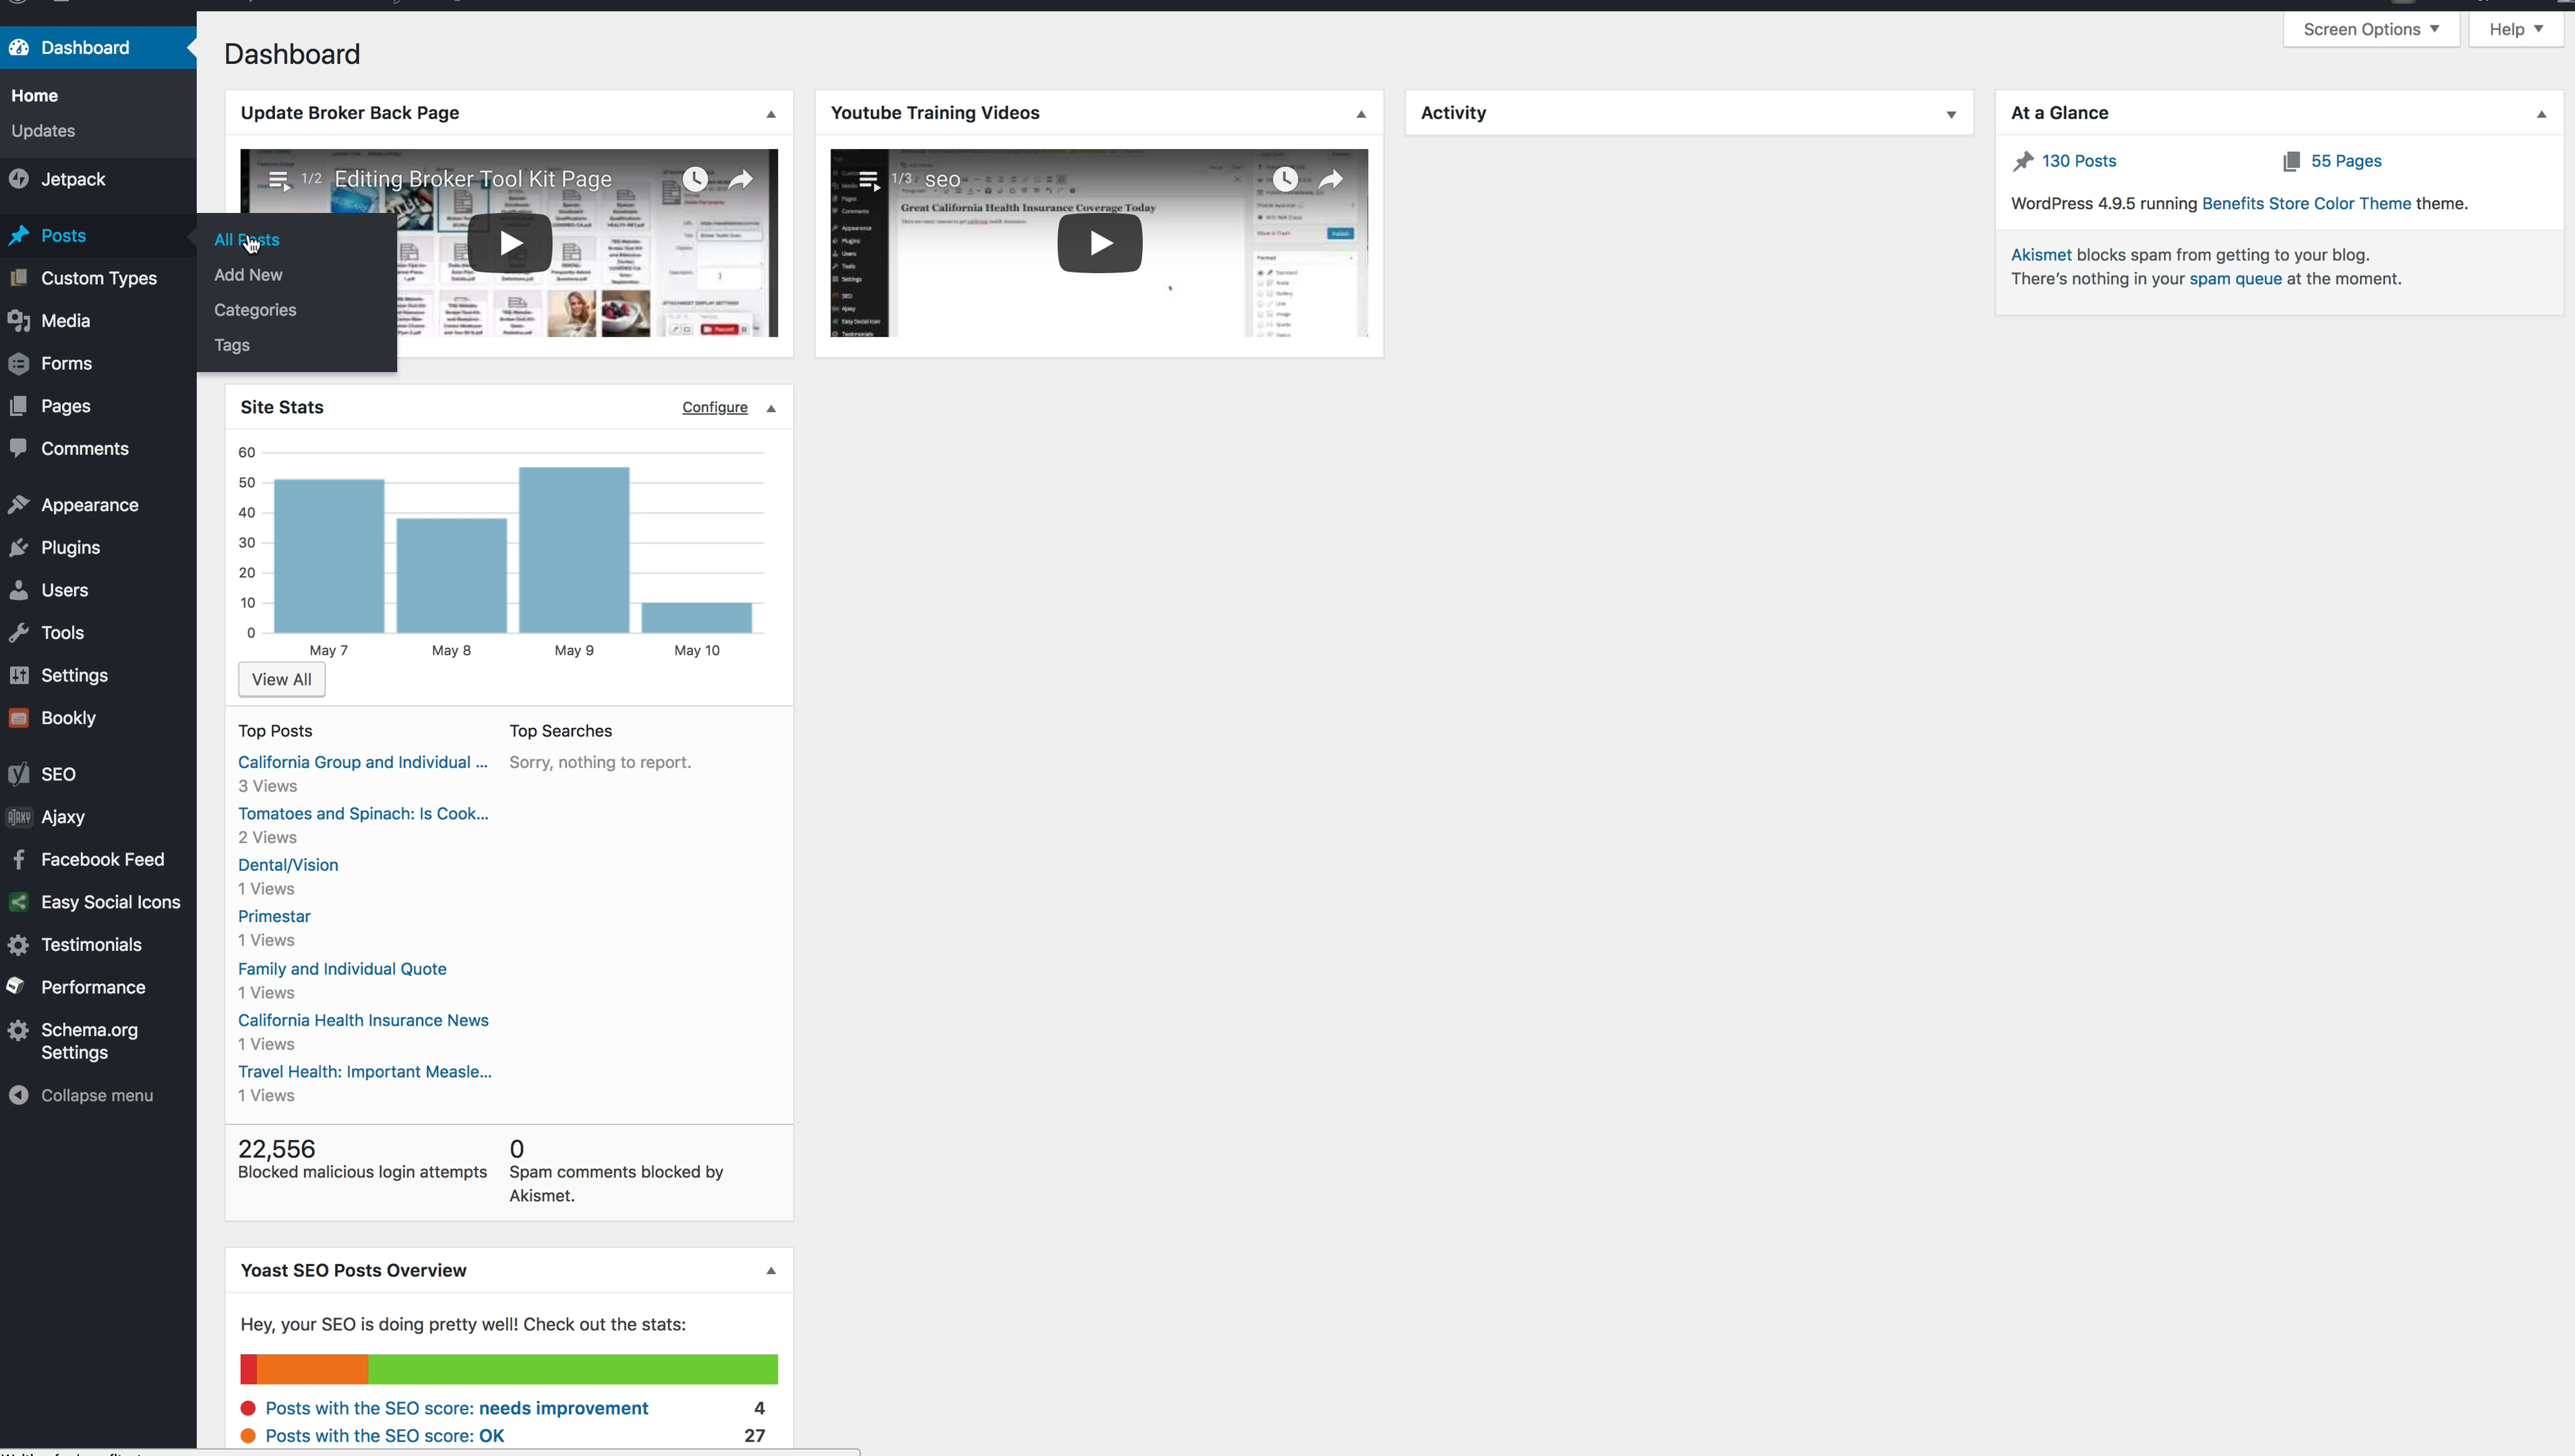 Dashboard
Home
Updates
Jetpack
Posts
Custom Types
Media
Forms
Pages
Comments
Appearance
Plugins
Users
Tools
Settings
Bookly
SEO
Ajaxy
Facebook Feed
Easy Social Icons
Testimonials
Performance
Schema.org
Settings
Collapse menu
All Posts
Add New
Categories
Tags
Dashboard
Screen Options
Help
Update Broker Back Page
1/2 Editing Broker Tool Kit Page
Youtube Training Videos
1/3 seo
Great California Health Insurance Coverage Today
Activity
At a Glance
130 Posts
55 Pages
WordPress 4.9.5 running Benefits Store Color Theme theme.
Akismet blocks spam from getting to your blog.
There's nothing in your spam queue at the moment.
Site Stats
Configure
60
50
40
30
20
10
0
May 7 May 8 May 9 May 10
View All
Top Posts
California Group and Individual ...
3 Views
Tomatoes and Spinach: Is Cook...
2 Views
Dental/Vision
1 Views
Primestar
1 Views
Family and Individual Quote
1 Views
California Health Insurance News
1 Views
Travel Health: Important Measle...
1 Views
Top Searches
Sorry, nothing to report.
22,556
Blocked malicious login attempts
0
Spam comments blocked by
Akismet.
Yoast SEO Posts Overview
Hey, your SEO is doing pretty well! Check out the stats:
Posts with the SEO score: needs improvement 4
Posts with the SEO score: OK 27